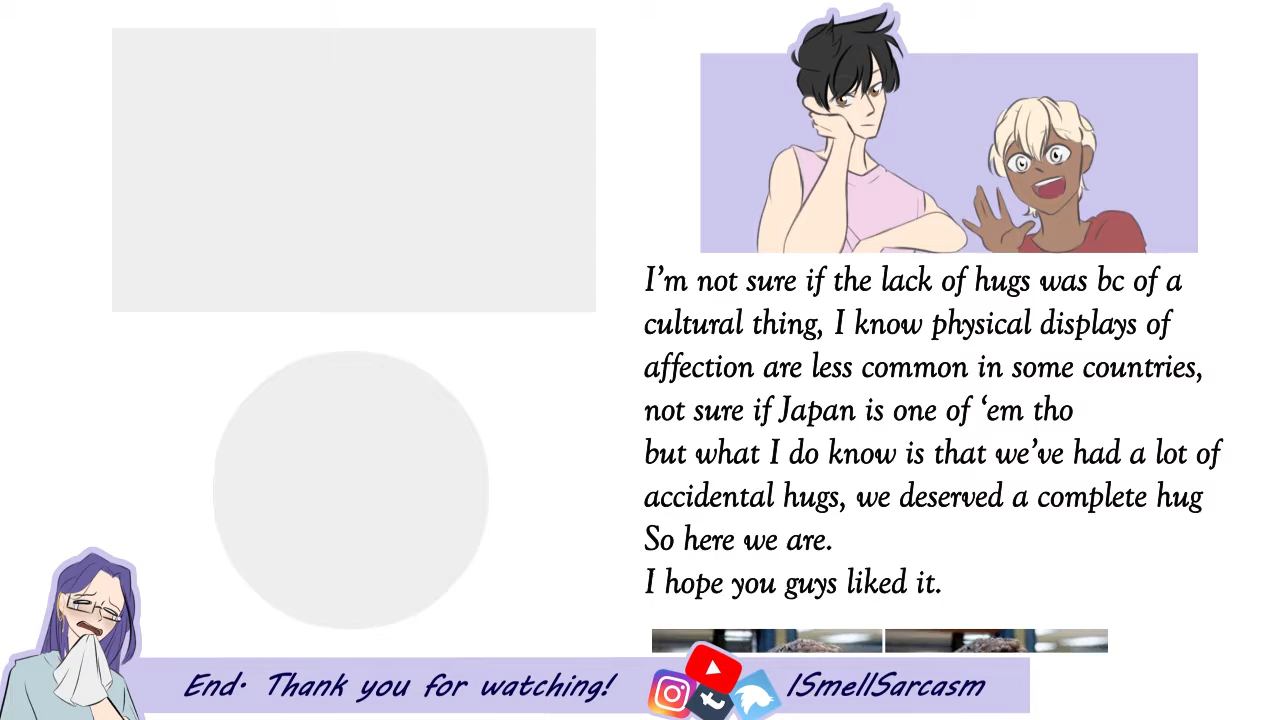 I'm not sure if the lack of hugs was bc of a
cultural thing, I know physical displays of
affection are less common in some countries,
not sure if Japan is one of ‘em tho
but what I do know is that we've had a lot of
accidental hugs, we deserved a complete hug
So here we are.
I hope you guys liked it.
End. Thank you for watching!
ISmellSarcasm